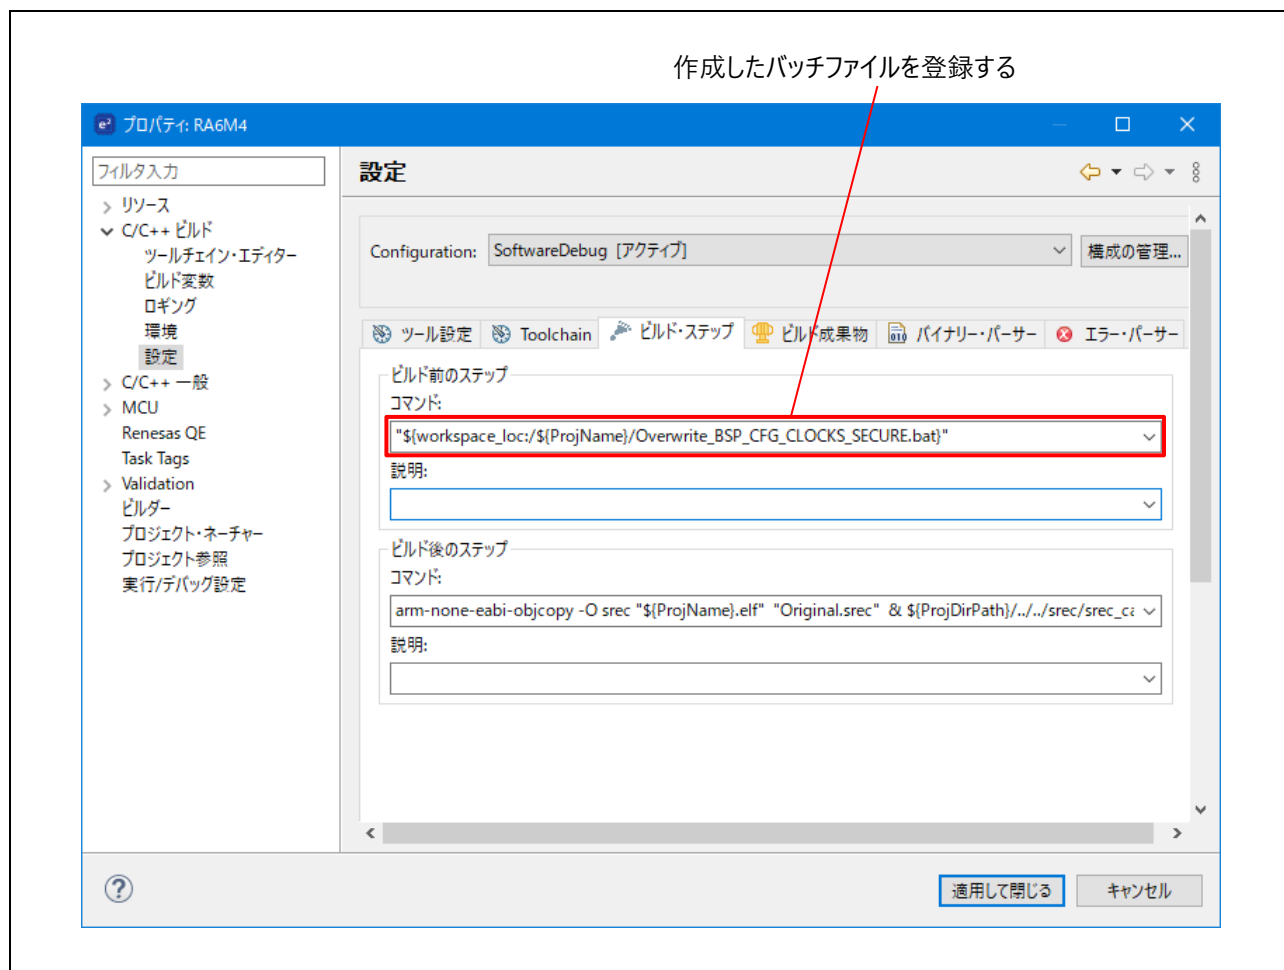 作成したバッチファイルを登録する
プロパティ: RA6M4
フィルタ入力
リソース
C/C++ ビルド
ツールチェイン・エディター
ビルド変数
ロギング
環境
設定
C/C++ 一般
MCU
Renesas QE
Task Tags
Validation
ビルダー
プロジェクト・ネーチャー
プロジェクト参照
実行/デバッグ設定
設定
Configuration: SoftwareDebug [アクティブ] 構成の管理...
ツール設定 Toolchain ビルド・ステップ ビルド成果物 バイナリー・パーサー エラー・パーサー
ビルド前のステップ
コマンド:
"${workspace_loc:/${ProjName}/Overwrite_BSP_CFG_CLOCKS_SECURE.bat}"
説明:
ビルド後のステップ
コマンド:
arm-none-eabi-objcopy -O srec "${ProjName}.elf" "Original.srec" & ${ProjDirPath}/../../srec/srec_ca
説明:
適用して閉じる キャンセル